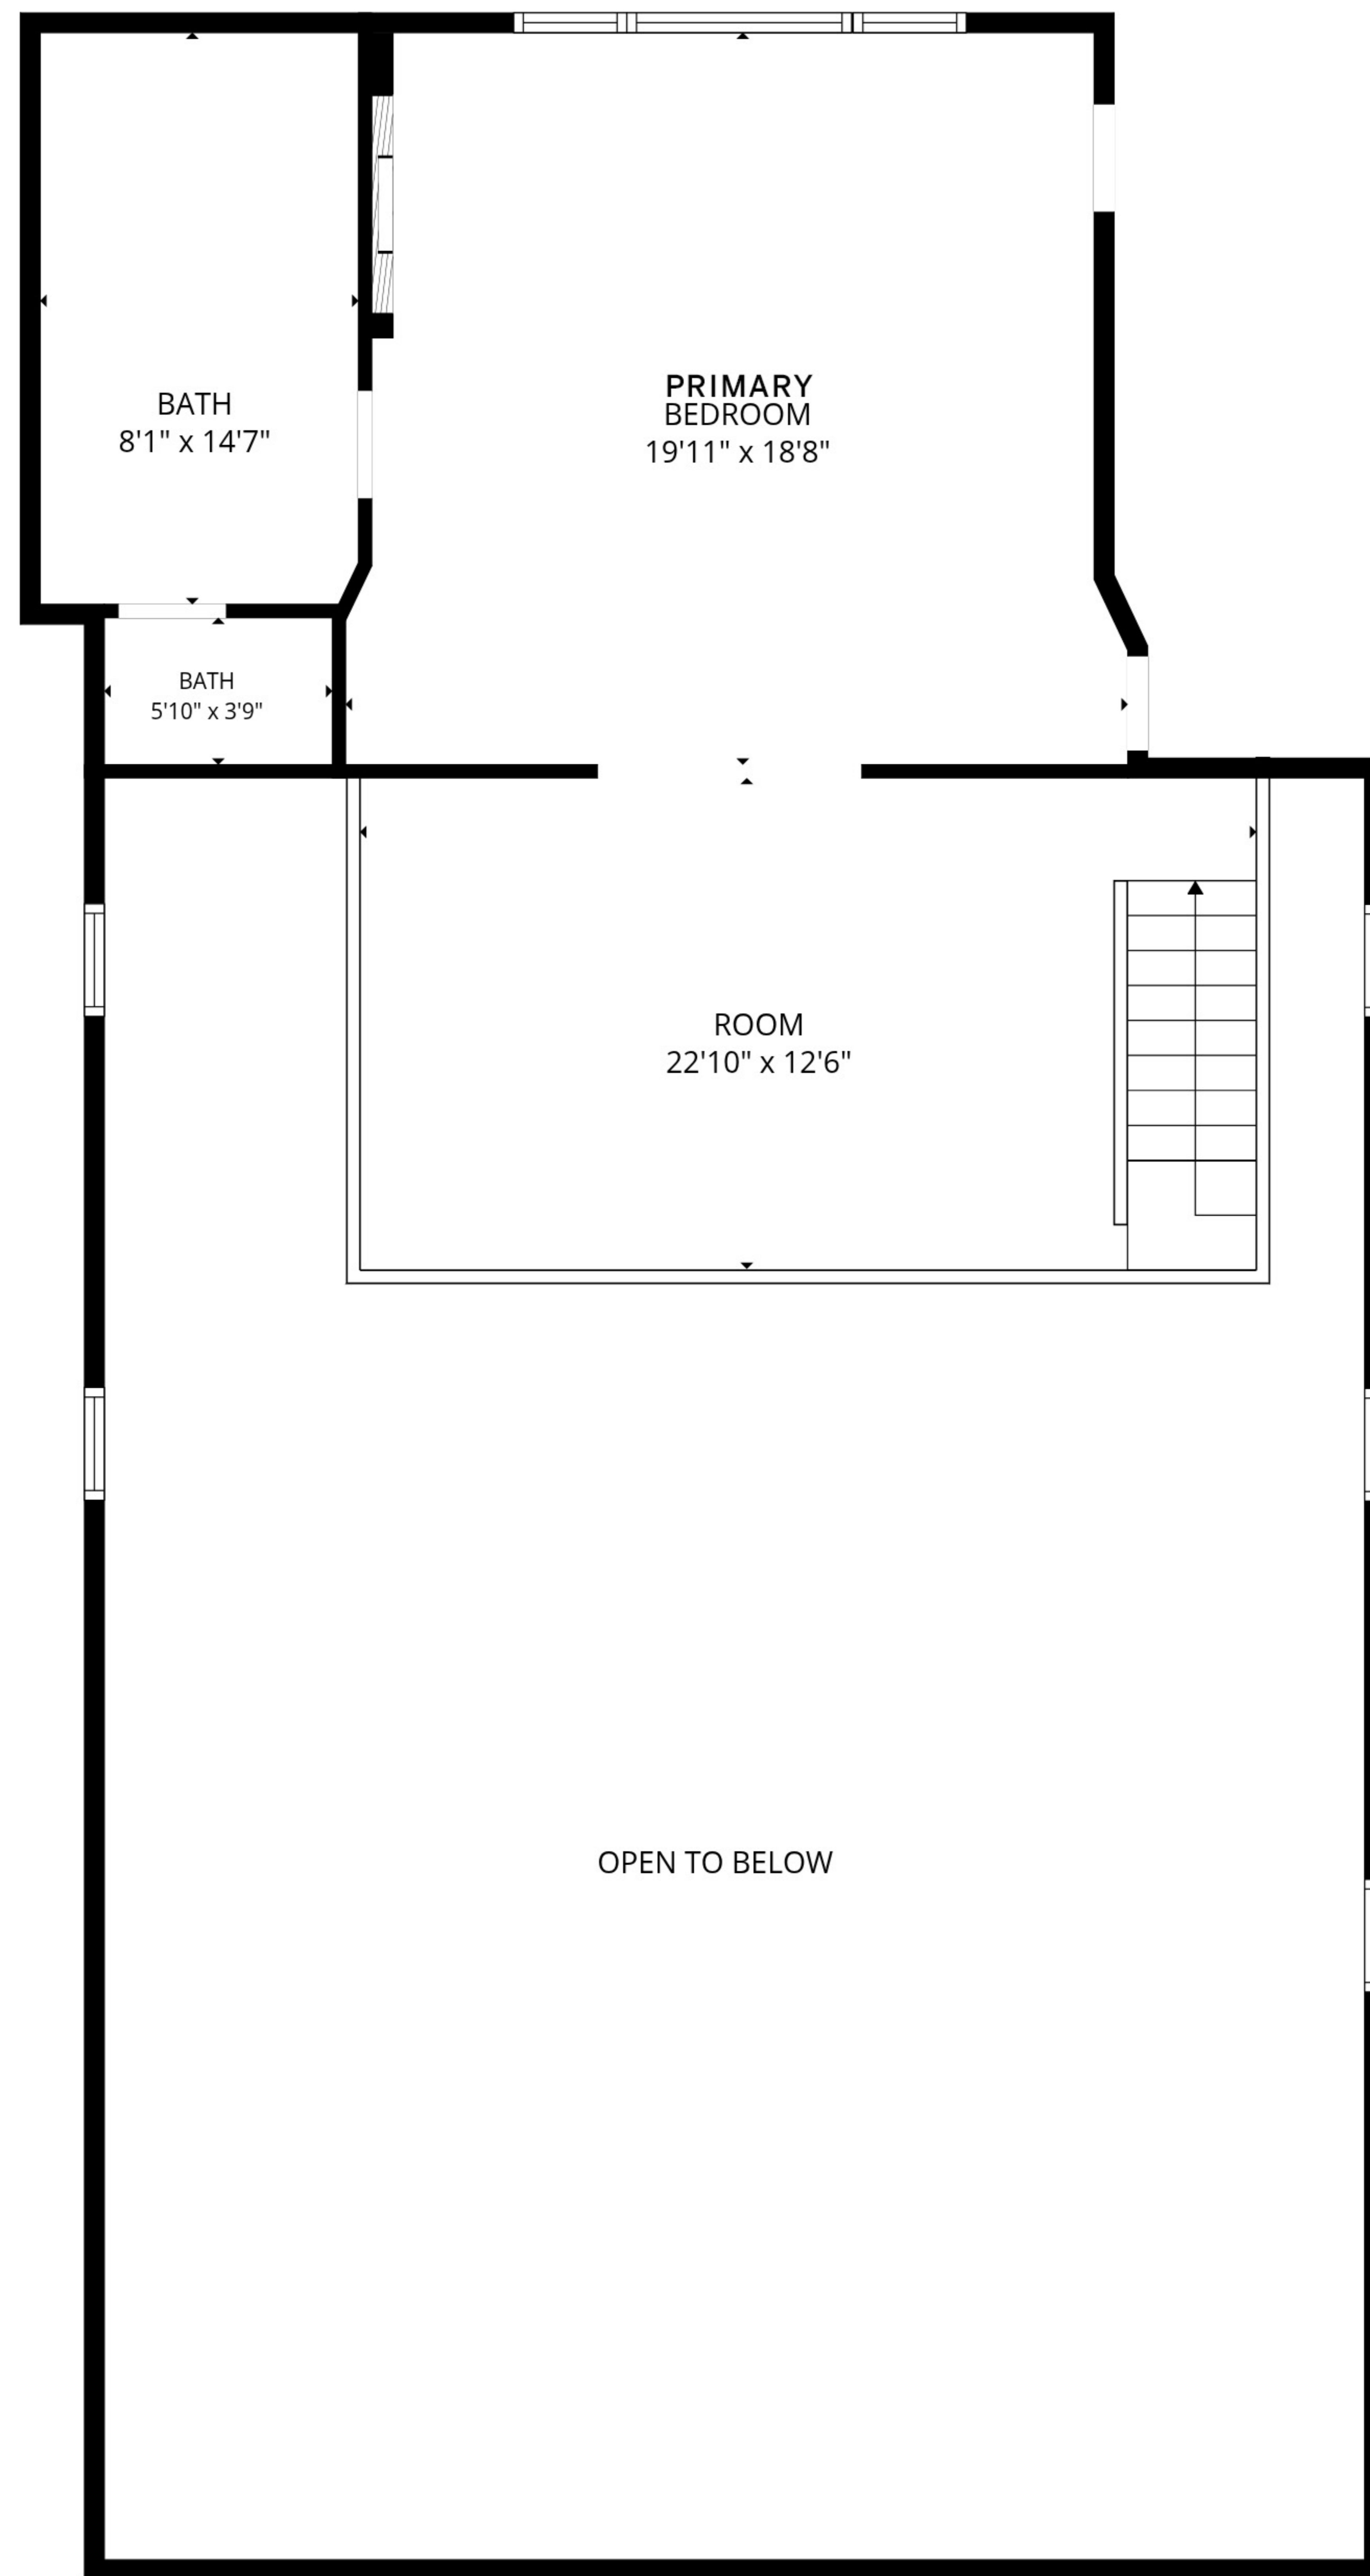 BATH
8'1" x 14'7"
PRIMARY
BEDROOM
19'11" x 18'8"
BATH
5'10" x 3'9"
ROOM
22'10" x 12'6"
OPEN TO BELOW